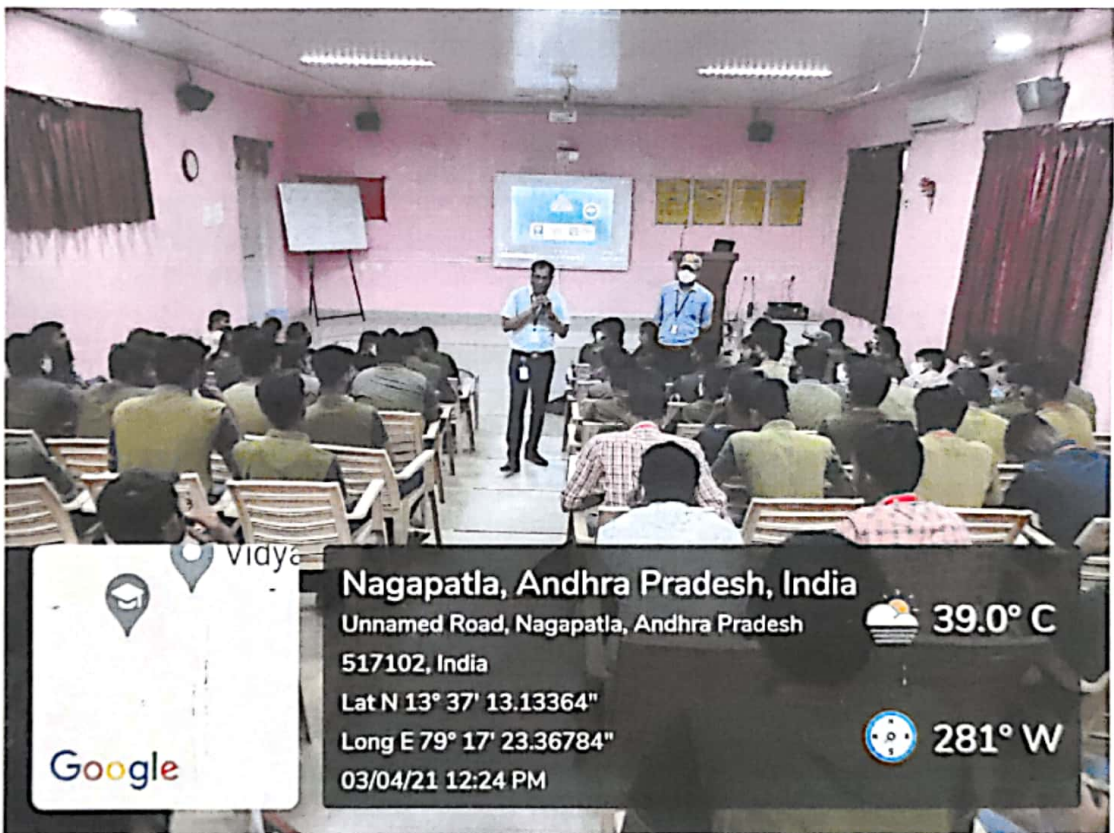 Vidya
Nagapatla, Andhra Pradesh, India
Unnamed Road, Nagapatla, Andhra Pradesh
517102, India
Lat N 13° 37' 13.13364"
Long E 79° 17' 23.36784"
03/04/21 12:24 PM
39.0° C
281° W
Google